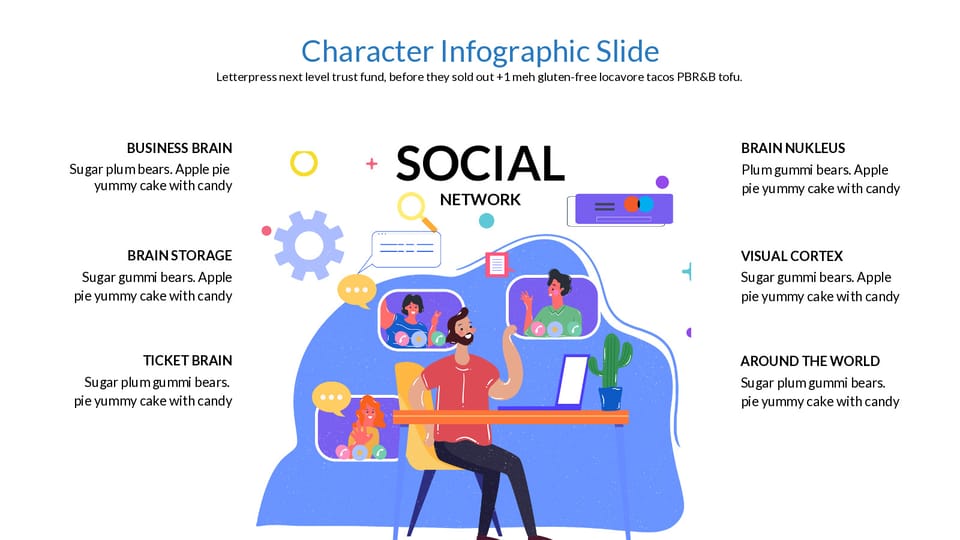 Character Infographic Slide
Letterpress next level trust fund, before they sold out +1 meh gluten-free locavore tacos PBR&B tofu.
BUSINESS BRAIN
Sugar plum bears. Apple pie
yummy cake with candy
BRAIN STORAGE
Sugar gummi bears. Apple
pie yummy cake with candy
TICKET BRAIN
Sugar plum gummi bears.
pie yummy cake with candy
SOCIAL
NETWORK
BRAIN NUKLEUS
Plum gummi bears. Apple
pie yummy cake with candy
VISUAL CORTEX
Sugar gummi bears. Apple
pie yummy cake with candy
AROUND THE WORLD
Sugar plum gummi bears.
pie yummy cake with candy